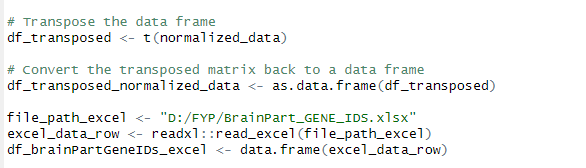 # Transpose the data frame
df_transposed <- t(normalized_data)
# Convert the transposed matrix back to a data frame
df_transposed_normalized_data <- as.data.frame(df_transposed)
file_path_excel <- "D:/FYP/BrainPart_GENE_IDS.xlsx"
excel_data_row <- readxl::read_excel(file_path_excel)
df_brainPartGeneIDs_excel <- data.frame(excel_data_row)